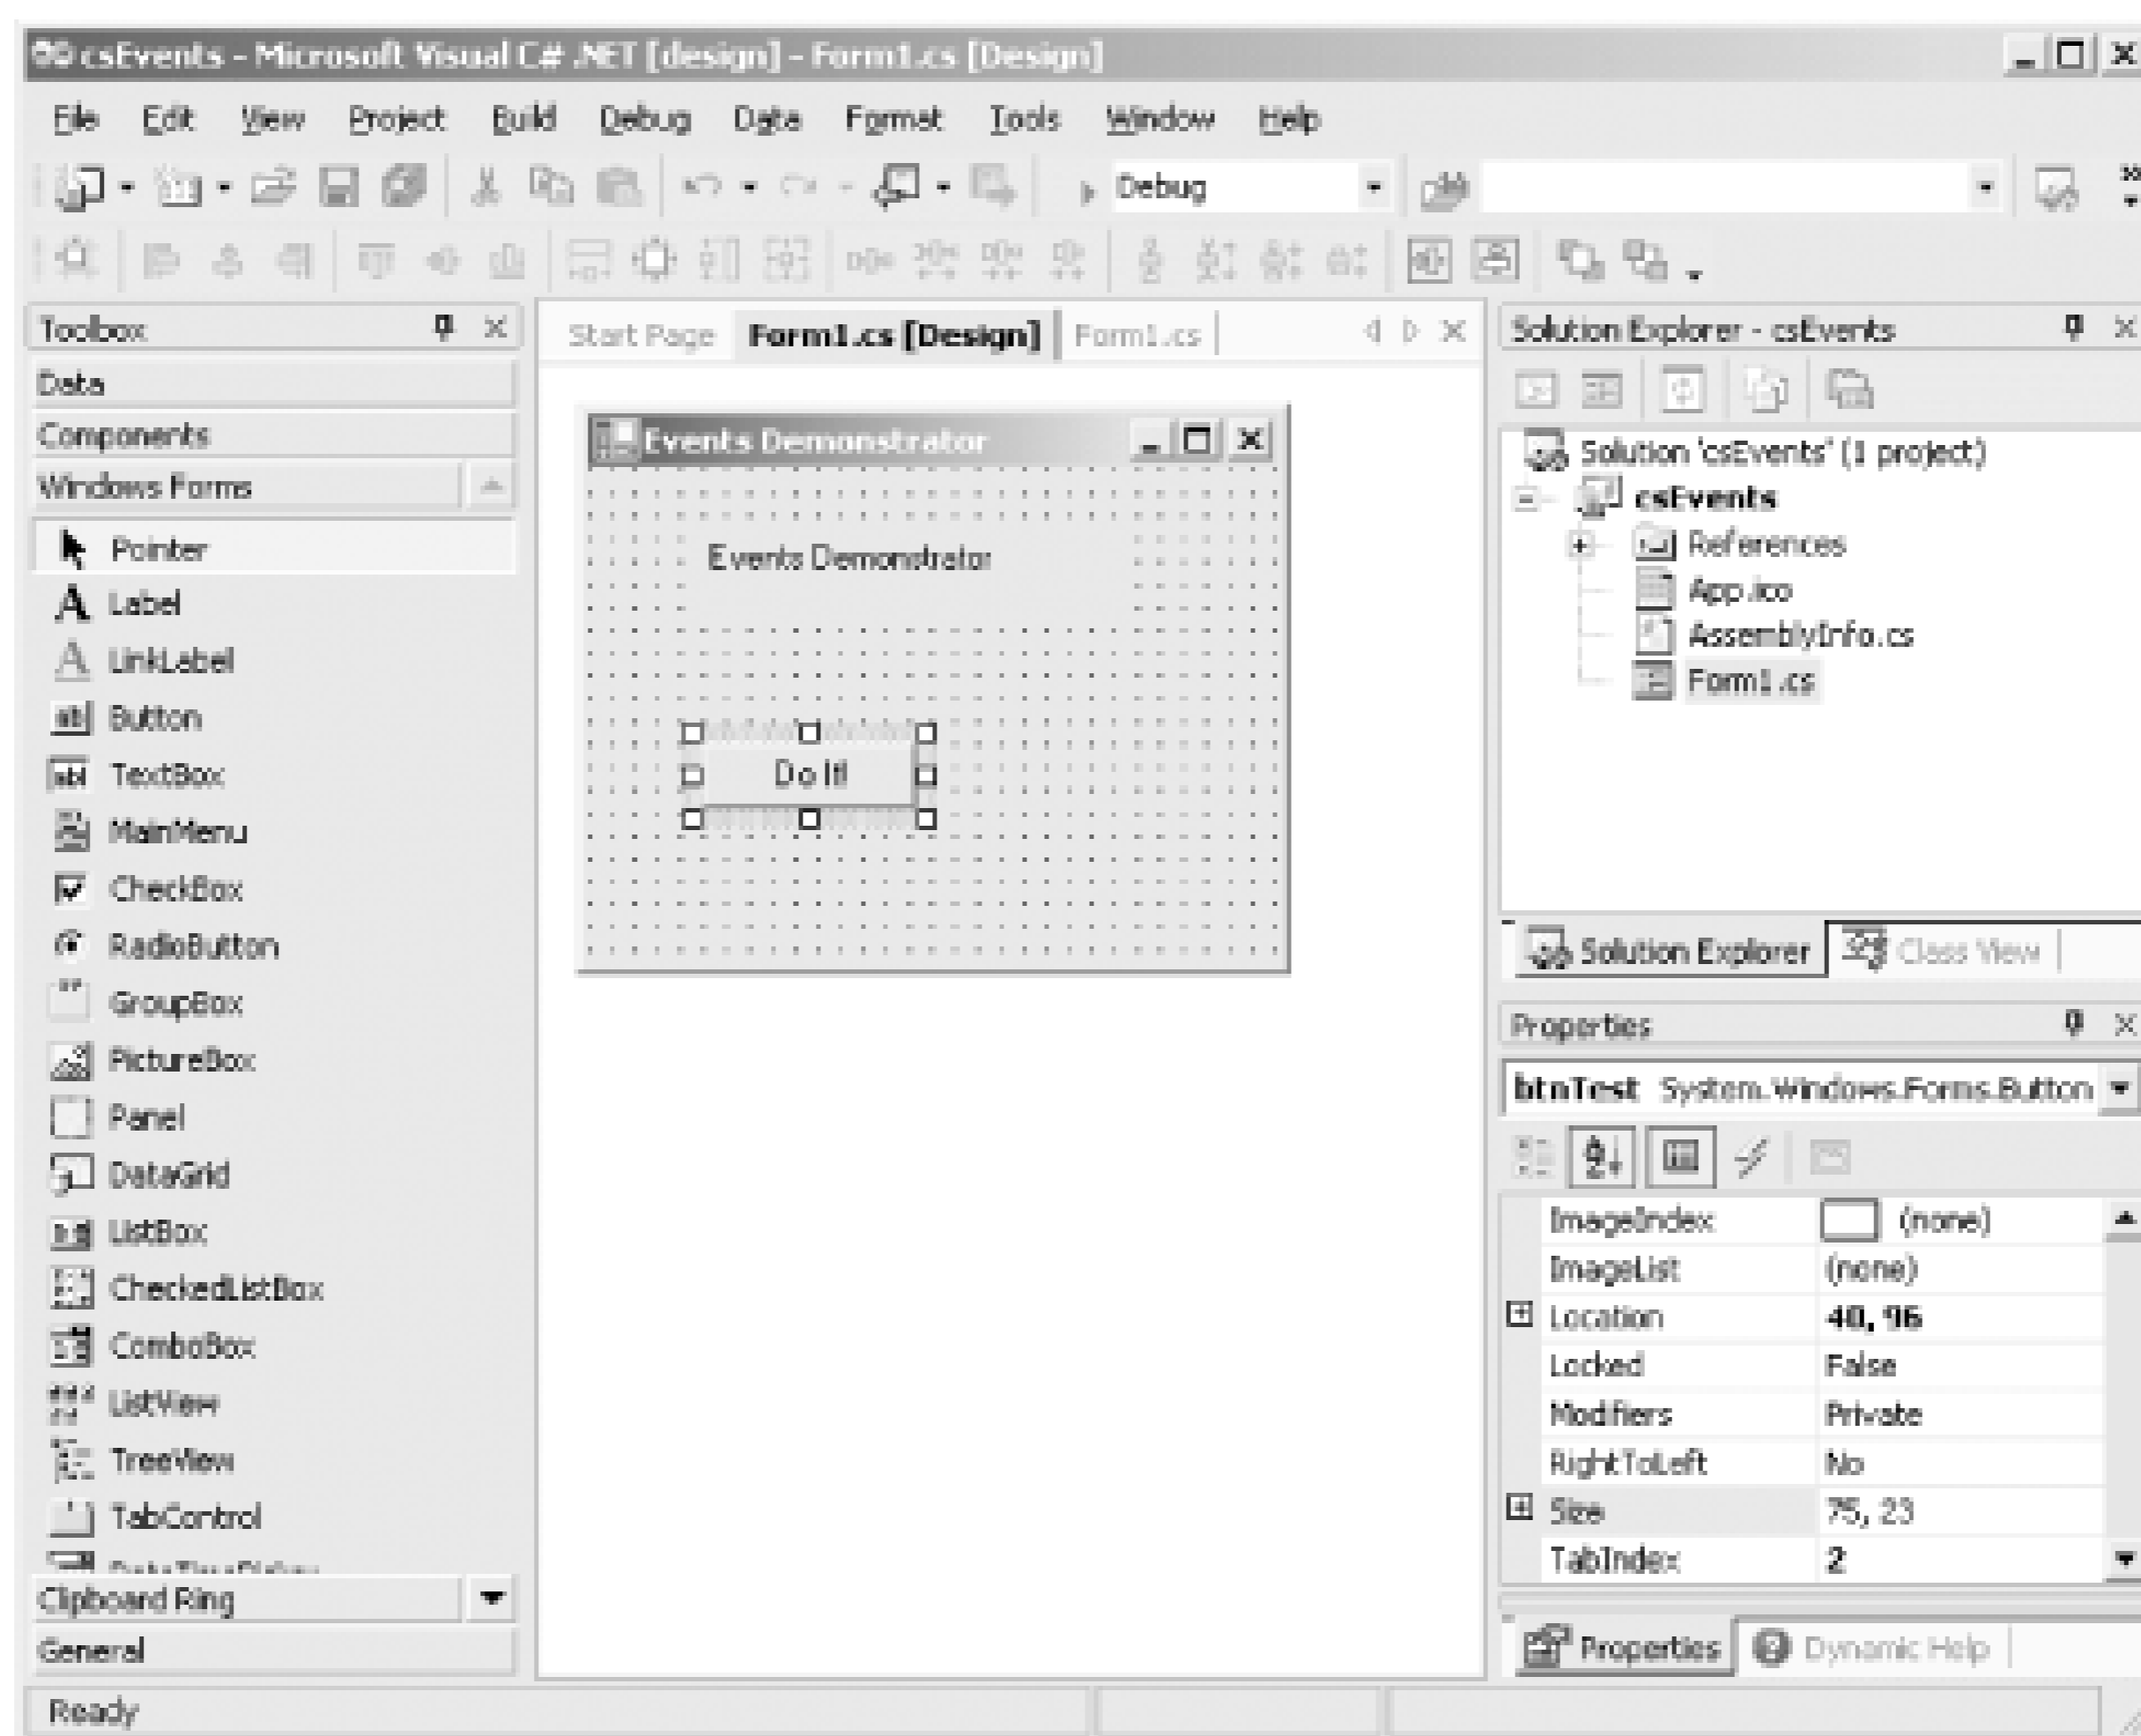 csEvents - Microsoft Visual C# .NET [design] - Form1.cs [Design]
File Edit View Project Build Debug Data Format Tools Window Help
Debug
Toolbox
Data
Components
Windows Forms
Pointer
Label
LinkLabel
Button
TextBox
MainMenu
CheckBox
RadioButton
GroupBox
PictureBox
Panel
DataGrid
ListBox
CheckedListBox
ComboBox
ListView
TreeView
TabControl
Clipboard Ring
General
Start Page Form1.cs [Design] Form1.cs
Events Demonstrator
Events Demonstrator
Do It!
Solution Explorer - csEvents
Solution 'csEvents' (1 project)
csEvents
References
App.ico
AssemblyInfo.cs
Form1.cs
Solution Explorer Class View
Properties
btnTest System.Windows.Forms.Button
ImageIndex (none)
ImageList (none)
Location 40, 96
Locked False
Modifiers Private
RightToLeft No
Size 75, 23
TabIndex 2
Properties Dynamic Help
Ready